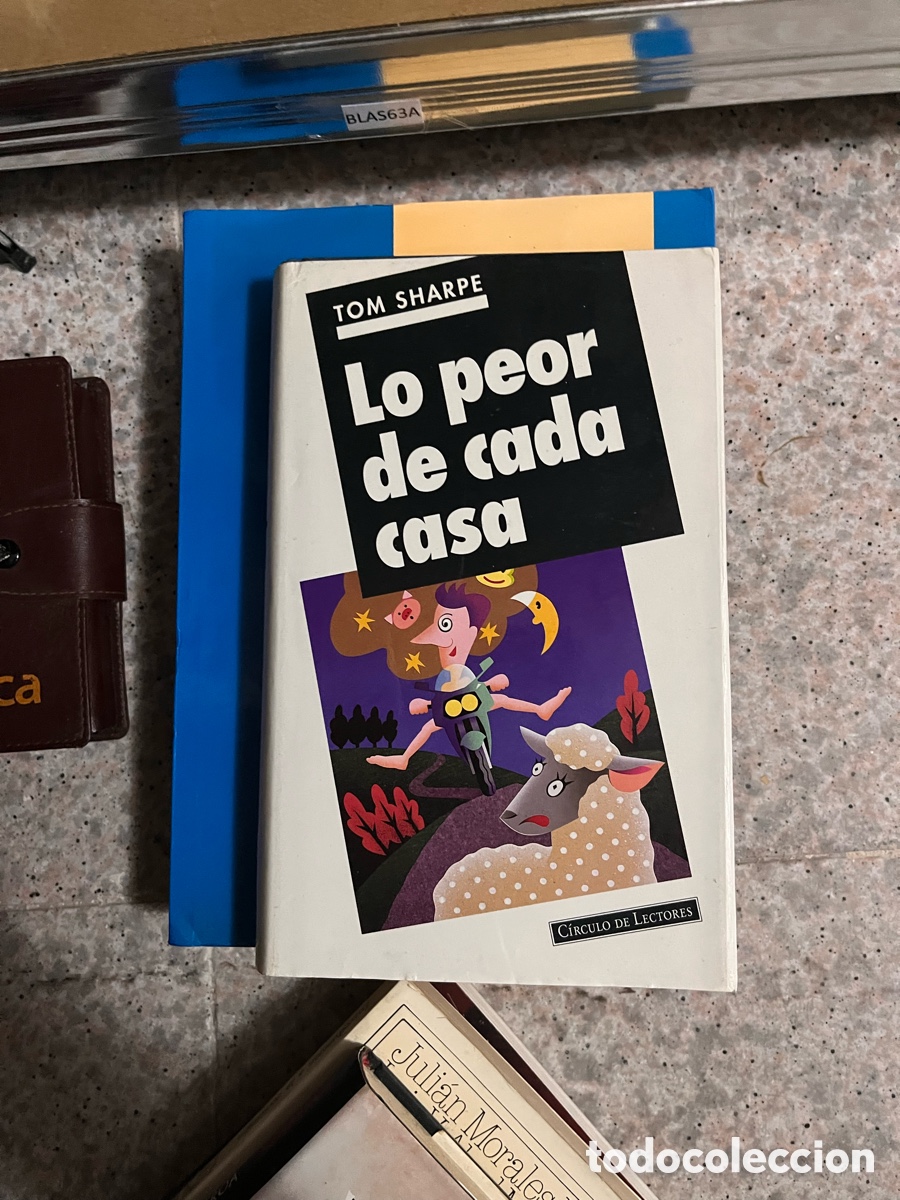 BLAS63A
TOM SHARPE
Lo peor
de cada
casa
CÍRCULO DE LECTORES
ca
Julián Morales
todocoleccion